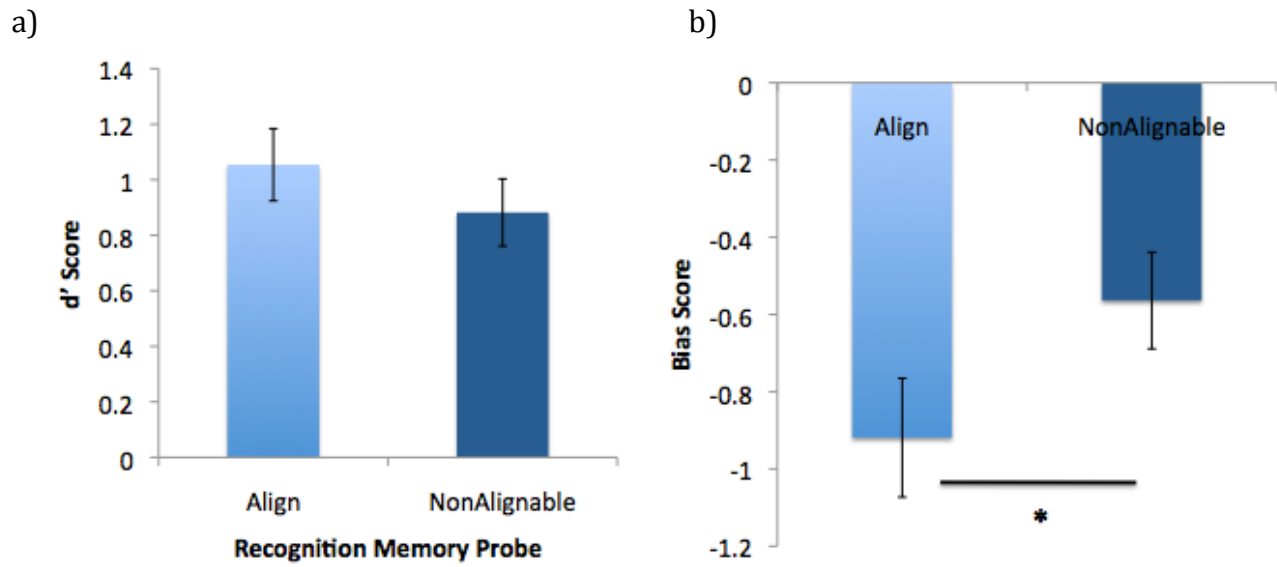 a)
1.4
1.2
1
0.8
0.6
0.4
0.2
0
d’ Score
Align
NonAlignable
Recognition Memory Probe
b)
0
-0.2
-0.4
-0.6
-0.8
-1
-1.2
Bias Score
Align
NonAlignable
*